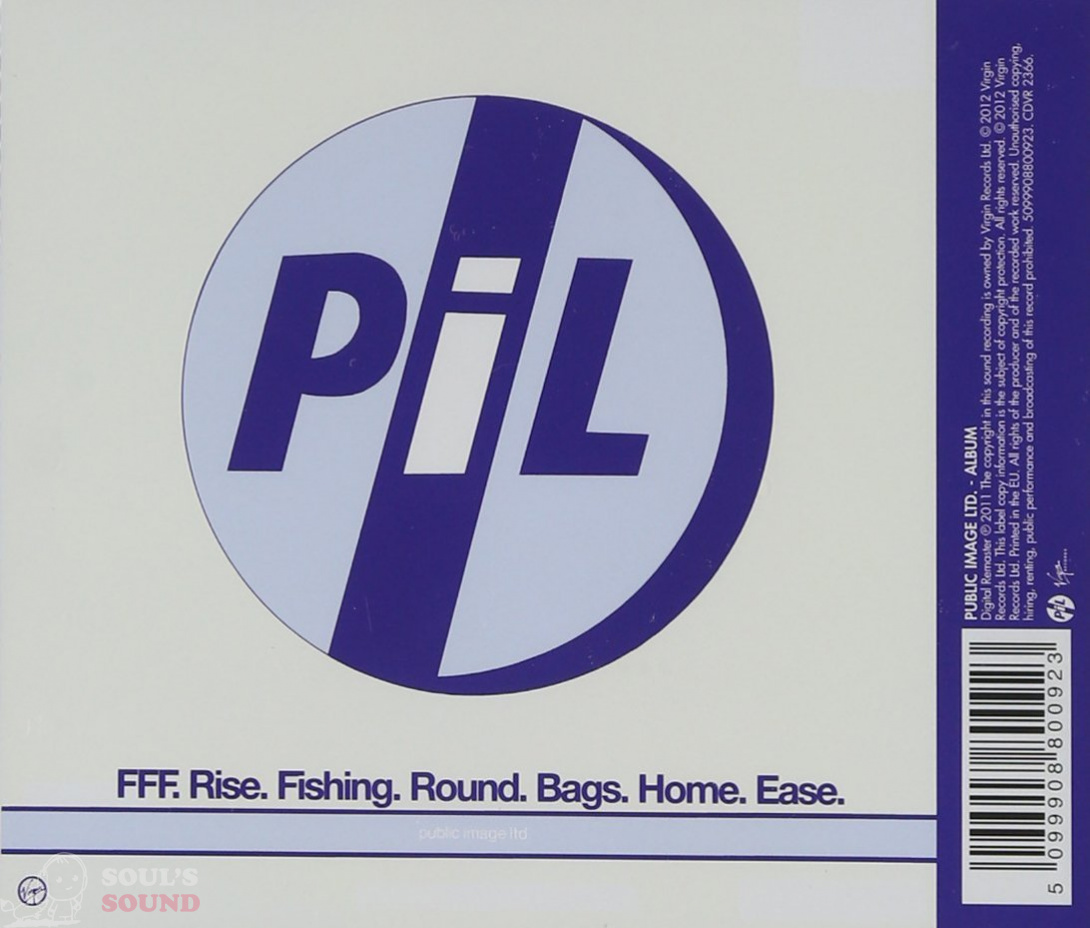 PiL
FFF. Rise. Fishing. Round. Bags. Home. Ease.
public image ltd
Virgin
SOUL'S
SOUND
PUBLIC IMAGE LTD. - ALBUM
Digital Remaster ℗ 2011 The copyright in this sound recording is owned by Virgin Records Ltd. © 2012 Virgin
Records Ltd. This label copy information is the subject of copyright protection. All rights reserved. © 2012 Virgin
Records Ltd. Printed in the EU. All rights of the producer and of the recorded work reserved. Unauthorised copying,
hiring, renting, public performance and broadcasting of this record prohibited. 5099908800923. CDVR 2366.
PiL Virgin
5 099908 800923